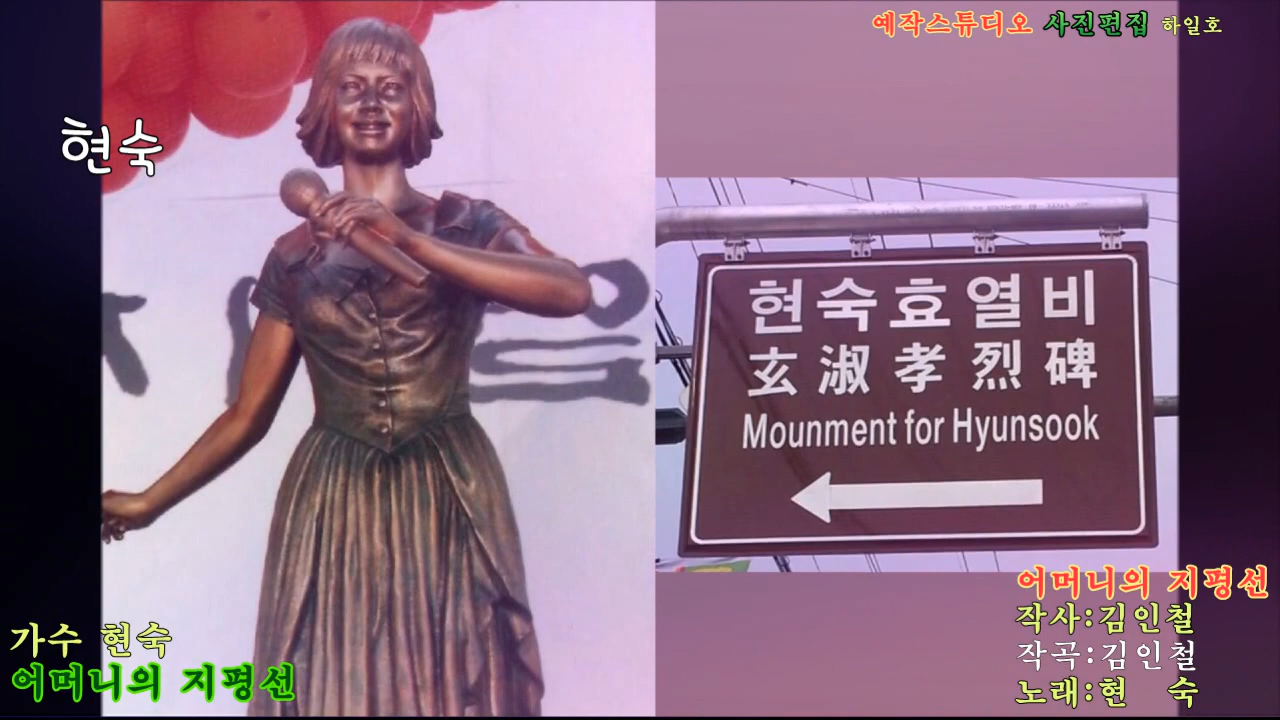 예작스튜디오 사진편집 하일호
현숙
현숙효열비
玄淑孝烈碑
Mounment for Hyunsook
가수 현숙
어머니의 지평선
어머니의 지평선
작사:김인철
작곡:김인철
노래:현 숙